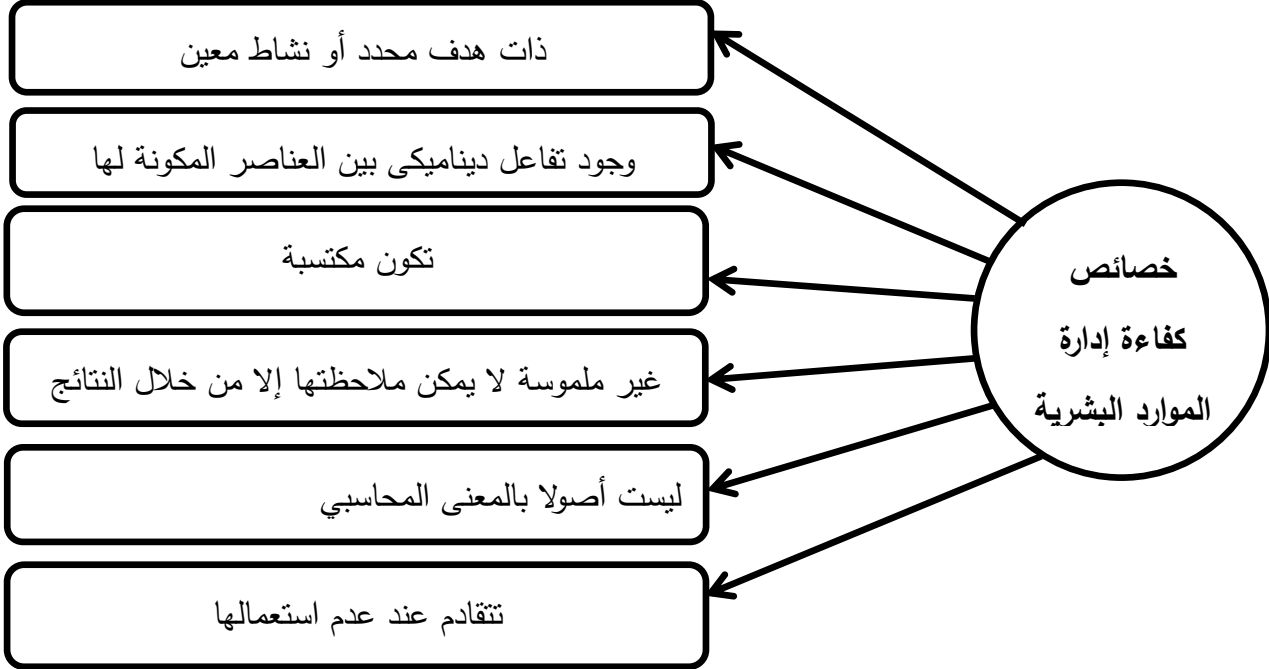 خصائص
كفاءة إدارة
الموارد البشرية
ذات هدف محدد أو نشاط معين
وجود تفاعل ديناميكى بين العناصر المكونة لها
تكون مكتسبة
غير ملموسة لا يمكن ملاحظتها إلا من خلال النتائج
ليست أصولا بالمعنى المحاسبي
تتقادم عند عدم استعمالها